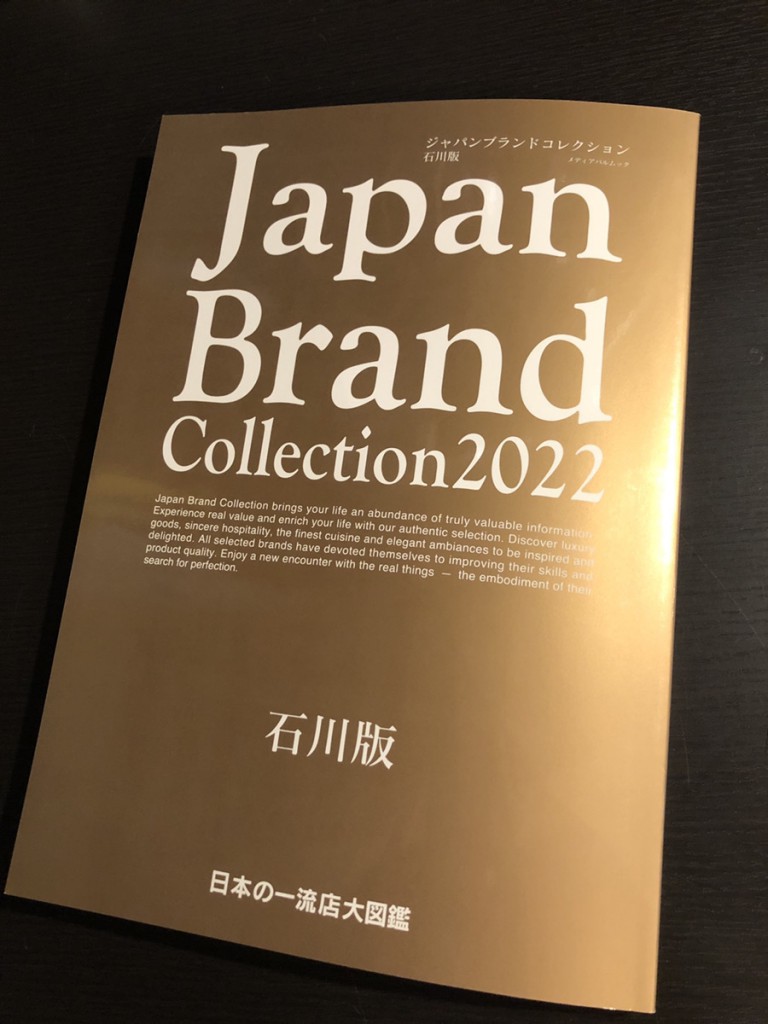 ジャパンブランドコレクション
石川版
メディアパルムック
Japan
Brand
Collection2022
Japan Brand Collection brings your life an abundance of truly valuable information.
Experience real value and enrich your life with our authentic selection. Discover luxury
goods, sincere hospitality, the finest cuisine and elegant ambiances to be inspired and
delighted. All selected brands have devoted themselves to improving their skills and
product quality. Enjoy a new encounter with the real things — the embodiment of their
search for perfection.
石川版
日本の一流店大図鑑